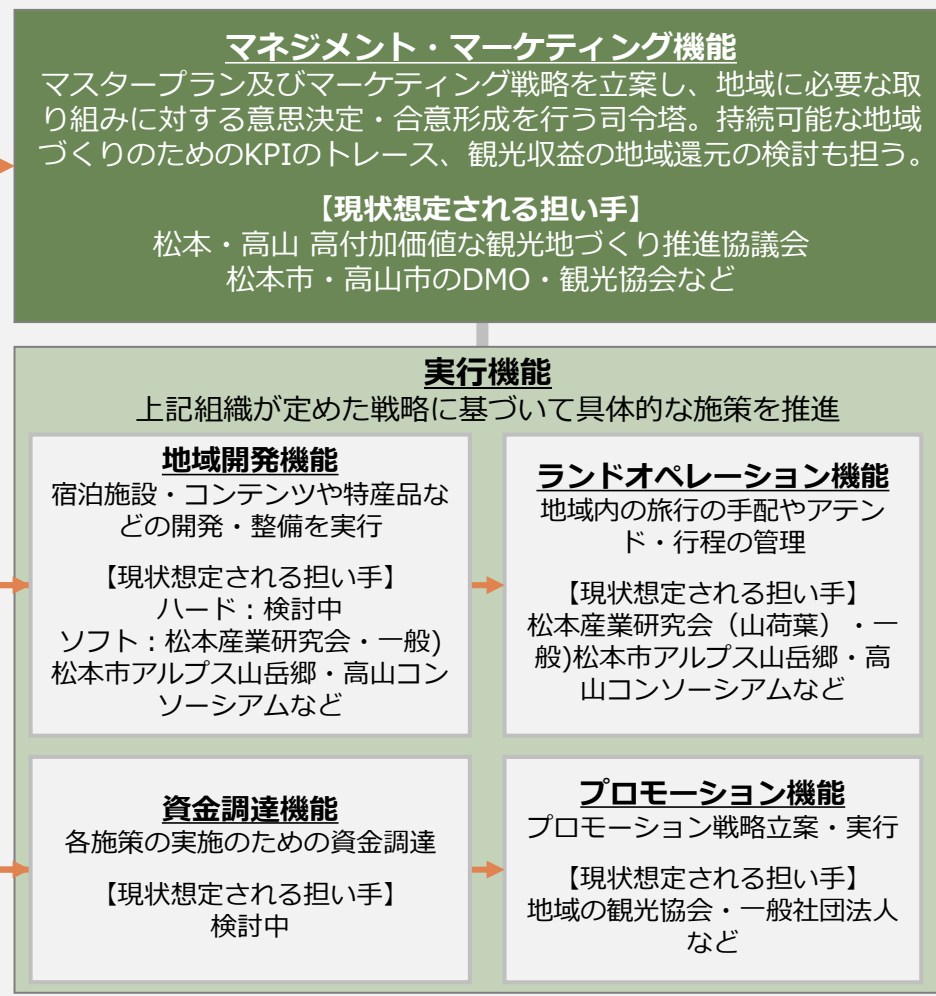 マネジメント・マーケティング機能
マスタープラン及びマーケティング戦略を立案し、地域に必要な取
り組みに対する意思決定・合意形成を行う司令塔。持続可能な地域
づくりのためのKPIのトレース、観光収益の地域還元の検討も担う。
【現状想定される担い手】
松本・高山 高付加価値な観光地づくり推進協議会
松本市・高山市のDMO・観光協会など
実行機能
上記組織が定めた戦略に基づいて具体的な施策を推進
地域開発機能
宿泊施設・コンテンツや特産品な
どの開発・整備を実行
【現状想定される担い手】
ハード：検討中
ソフト：松本産業研究会・一般)
松本市アルプス山岳郷・高山コン
ソーシアムなど
ランドオペレーション機能
地域内の旅行の手配やアテン
ド・行程の管理
【現状想定される担い手】
松本産業研究会（山荷葉）・一
般)松本市アルプス山岳郷・高
山コンソーシアムなど
資金調達機能
各施策の実施のための資金調達
【現状想定される担い手】
検討中
プロモーション機能
プロモーション戦略立案・実行
【現状想定される担い手】
地域の観光協会・一般社団法人
など